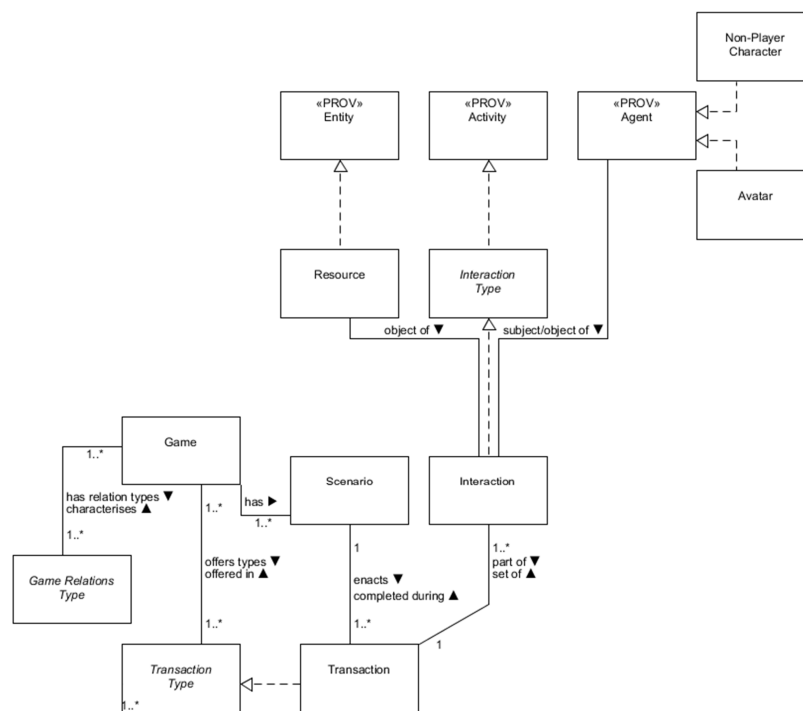 Non-Player
Character
«PROV»
Entity
«PROV»
Activity
«PROV»
Agent
Avatar
Resource
Interaction
Type
object of ▼
subject/object of ▼
Game
1..*
Scenario
Interaction
has relation types ▼
characterises ▲
1..*
has ►
1..*
1..*
1
1..*
offers types ▼
offered in ▲
part of ▼
set of ▲
Game Relations
Type
enacts ▼
completed during ▲
1..*
1..*
1
Transaction
Type
1..*
Transaction